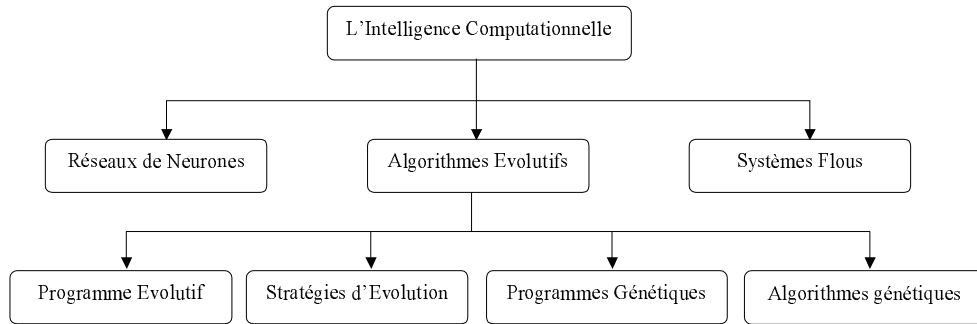 L'Intelligence Computationnelle
Réseaux de Neurones
Algorithmes Evolutifs
Systèmes Flous
Programme Evolutif
Stratégies d'Evolution
Programmes Génétiques
Algorithmes génétiques